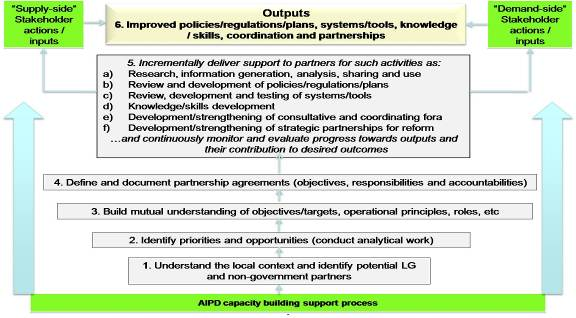 "Supply-side"
Stakeholder
actions /
inputs
Outputs
6. Improved policies/regulations/plans, systems/tools, knowledge
/ skills, coordination and partnerships
"Demand-side"
Stakeholder
actions /
inputs
5. Incrementally deliver support to partners for such activities as:
a) Research, information generation, analysis, sharing and use
b) Review and development of policies/regulations/plans
c) Review, development and testing of systems/tools
d) Knowledge/skills development
e) Development/strengthening of consultative and coordinating fora
f) Development/strengthening of strategic partnerships for reform
…and continuously monitor and evaluate progress towards outputs and
their contribution to desired outcomes
4. Define and document partnership agreements (objectives, responsibilities and accountabilities)
3. Build mutual understanding of objectives/targets, operational principles, roles, etc
2. Identify priorities and opportunities (conduct analytical work)
1. Understand the local context and identify potential LG
and non-government partners
AIPD capacity building support process